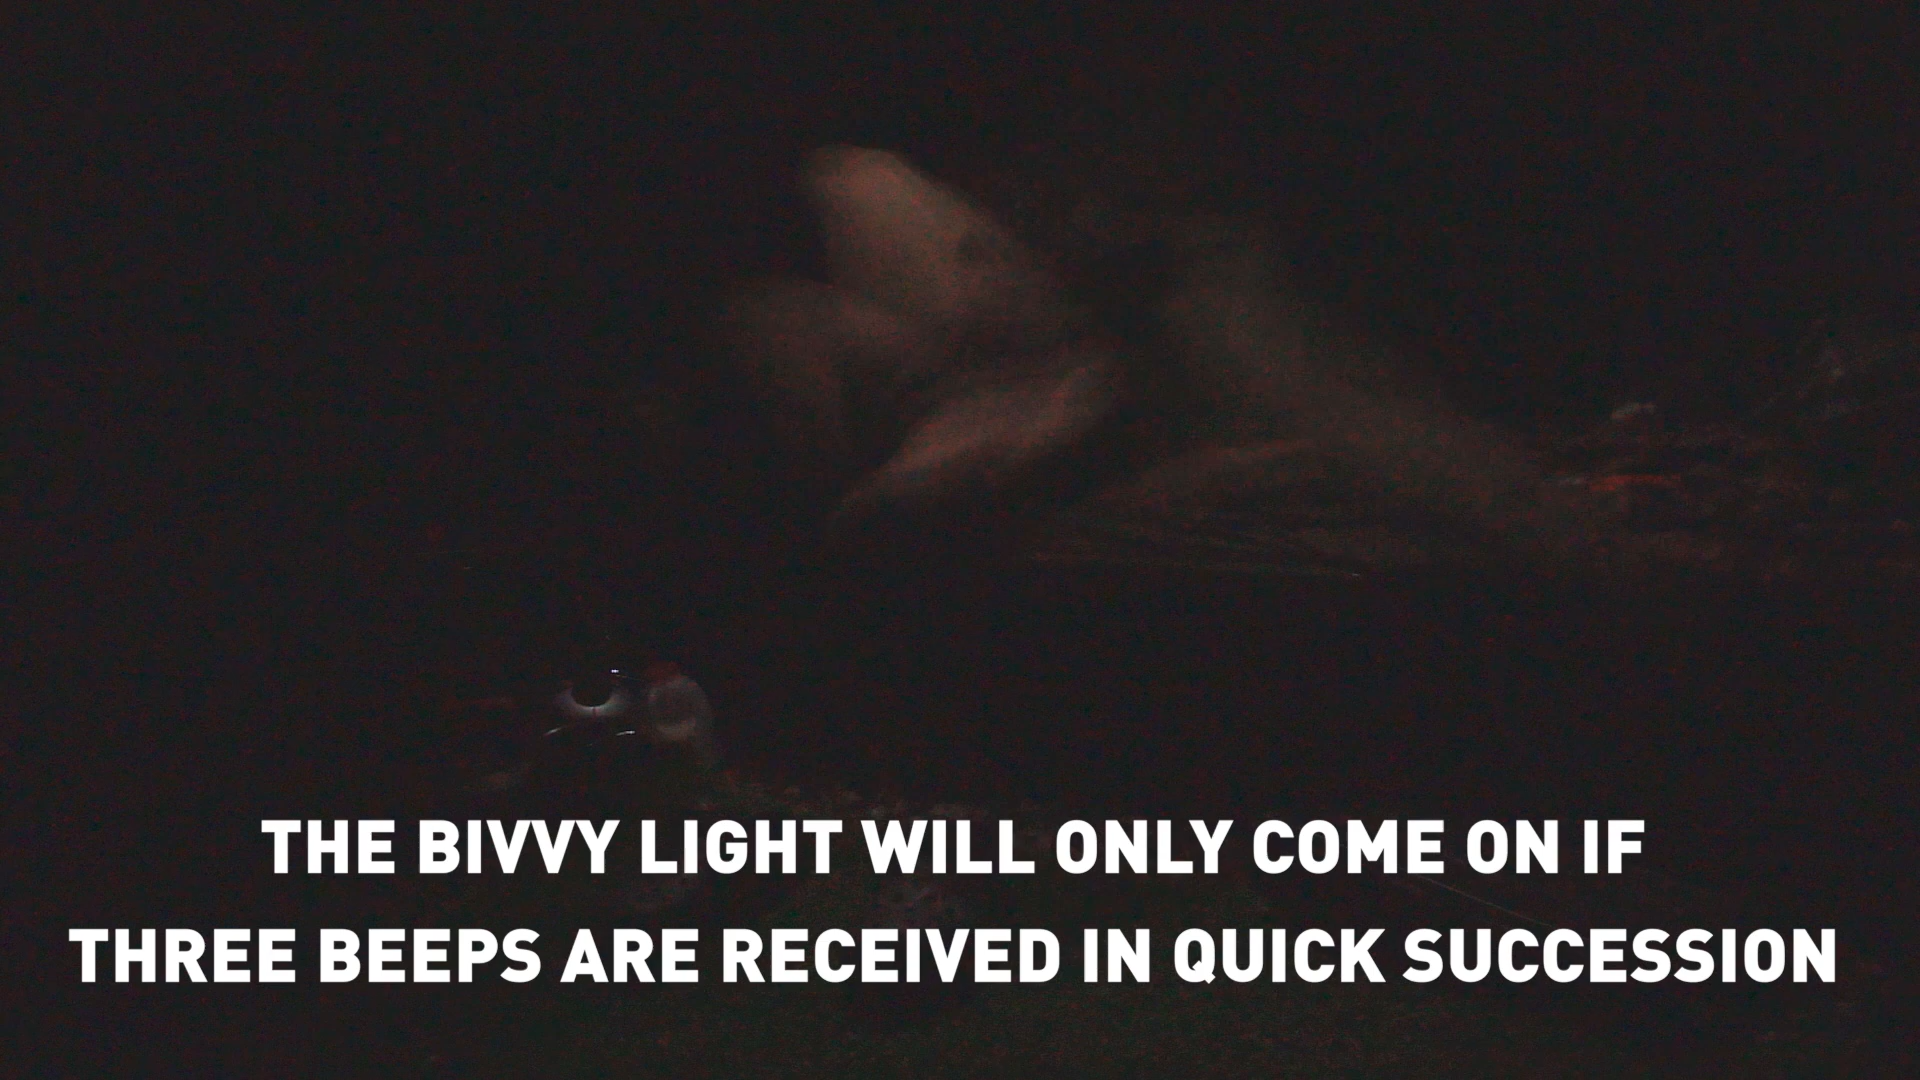 THE BIVVY LIGHT WILL ONLY COME ON IF
THREE BEEPS ARE RECEIVED IN QUICK SUCCESSION